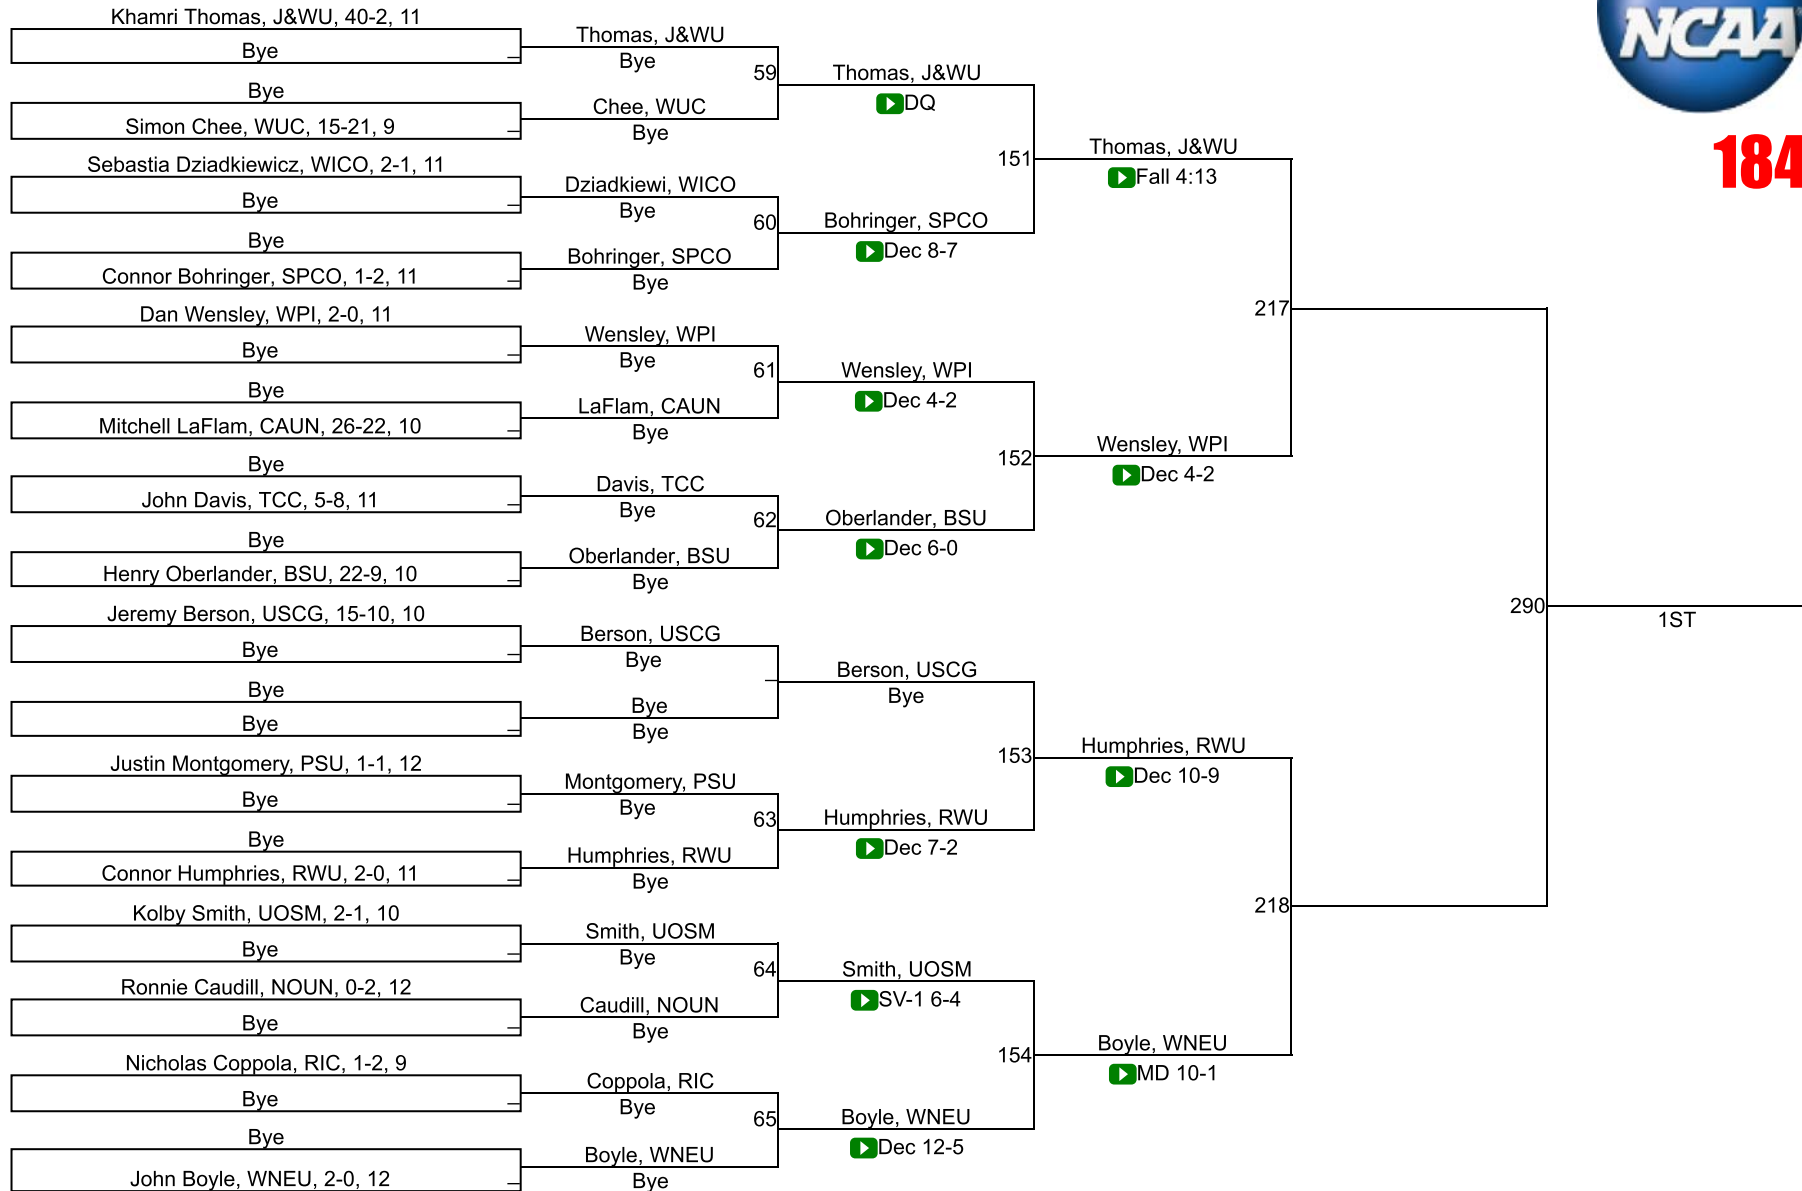 Khamri Thomas, J&WU, 40-2, 11
Bye
Bye
Simon Chee, WUC, 15-21, 9
Sebastia Dziadkiewicz, WICO, 2-1, 11
Bye
Bye
Connor Bohringer, SPCO, 1-2, 11
Dan Wensley, WPI, 2-0, 11
Bye
Bye
Mitchell LaFlam, CAUN, 26-22, 10
Bye
John Davis, TCC, 5-8, 11
Bye
Henry Oberlander, BSU, 22-9, 10
Jeremy Berson, USCG, 15-10, 10
Bye
Bye
Bye
Justin Montgomery, PSU, 1-1, 12
Bye
Bye
Connor Humphries, RWU, 2-0, 11
Kolby Smith, UOSM, 2-1, 10
Bye
Ronnie Caudill, NOUN, 0-2, 12
Bye
Nicholas Coppola, RIC, 1-2, 9
Bye
Bye
John Boyle, WNEU, 2-0, 12
Thomas, J&WU
Bye
59
Chee, WUC
Bye
Dziadkiewi, WICO
Bye
60
Bohringer, SPCO
Bye
Wensley, WPI
Bye
61
LaFlam, CAUN
Bye
Davis, TCC
Bye
62
Oberlander, BSU
Bye
Berson, USCG
Bye
Bye
Bye
Montgomery, PSU
Bye
63
Humphries, RWU
Bye
Smith, UOSM
Bye
64
Caudill, NOUN
Bye
Coppola, RIC
Bye
65
Boyle, WNEU
Bye
Thomas, J&WU
DQ
151
Bohringer, SPCO
Dec 8-7
Wensley, WPI
Dec 4-2
152
Oberlander, BSU
Dec 6-0
Berson, USCG
Bye
153
Humphries, RWU
Dec 7-2
Smith, UOSM
SV-1 6-4
154
Boyle, WNEU
Dec 12-5
Thomas, J&WU
Fall 4:13
217
Wensley, WPI
Dec 4-2
Humphries, RWU
Dec 10-9
218
Boyle, WNEU
MD 10-1
290
1ST
NCAA
184